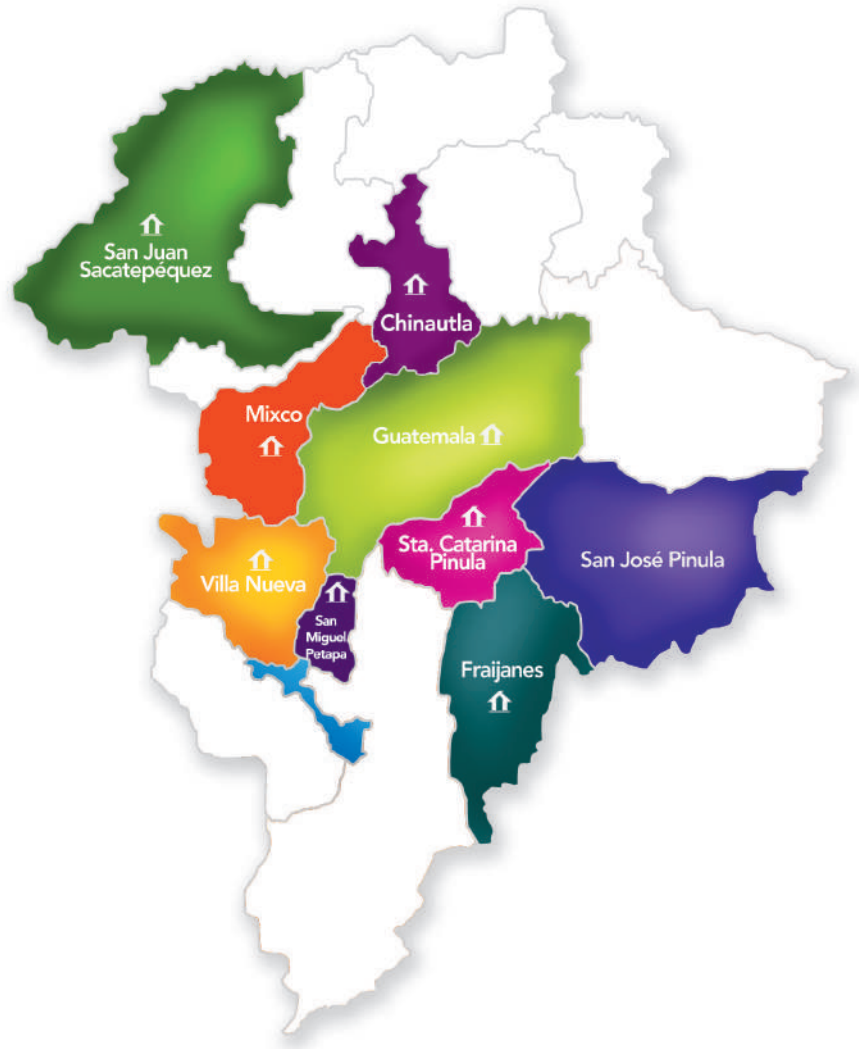 San Juan
Sacatepéquez
Chinautla
Mixco
Guatemala
Sta. Catarina
Pinula
San José Pinula
Villa Nueva
San
Miguel
Petapa
Fraijanes